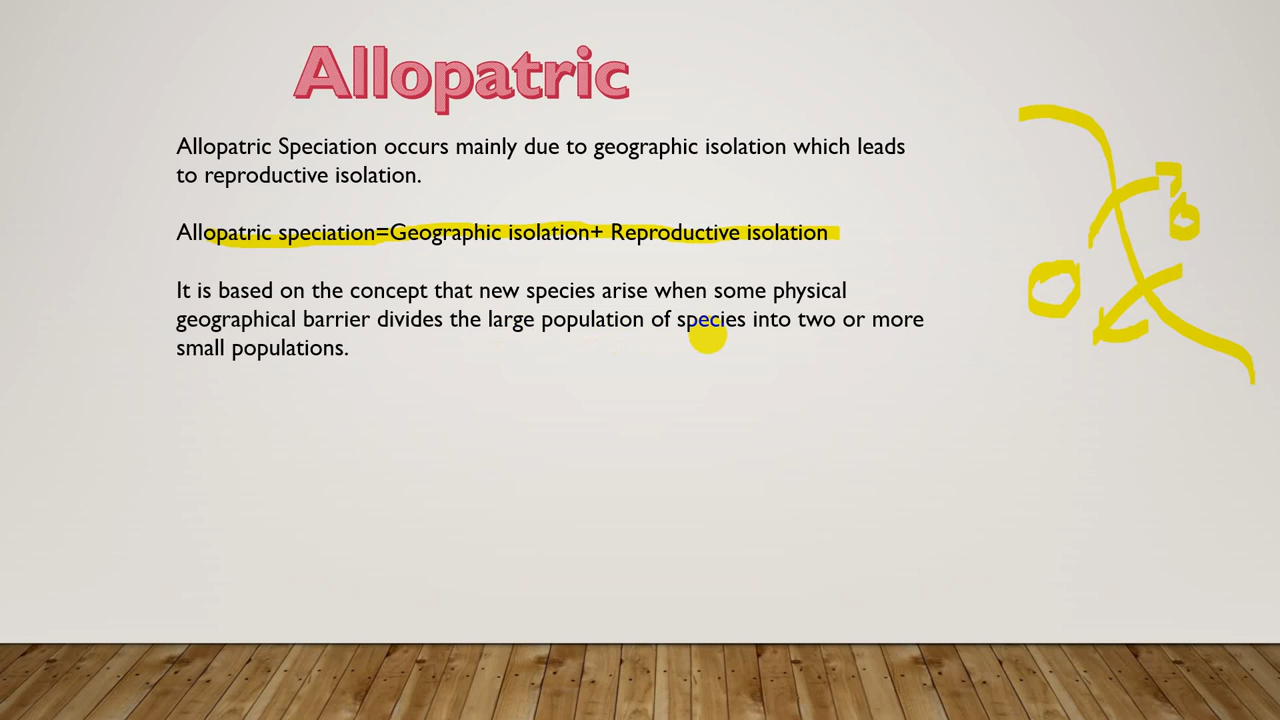 Allopatric
Allopatric Speciation occurs mainly due to geographic isolation which leads
to reproductive isolation.
Allopatric speciation=Geographic isolation+ Reproductive isolation
It is based on the concept that new species arise when some physical
geographical barrier divides the large population of species into two or more
small populations.